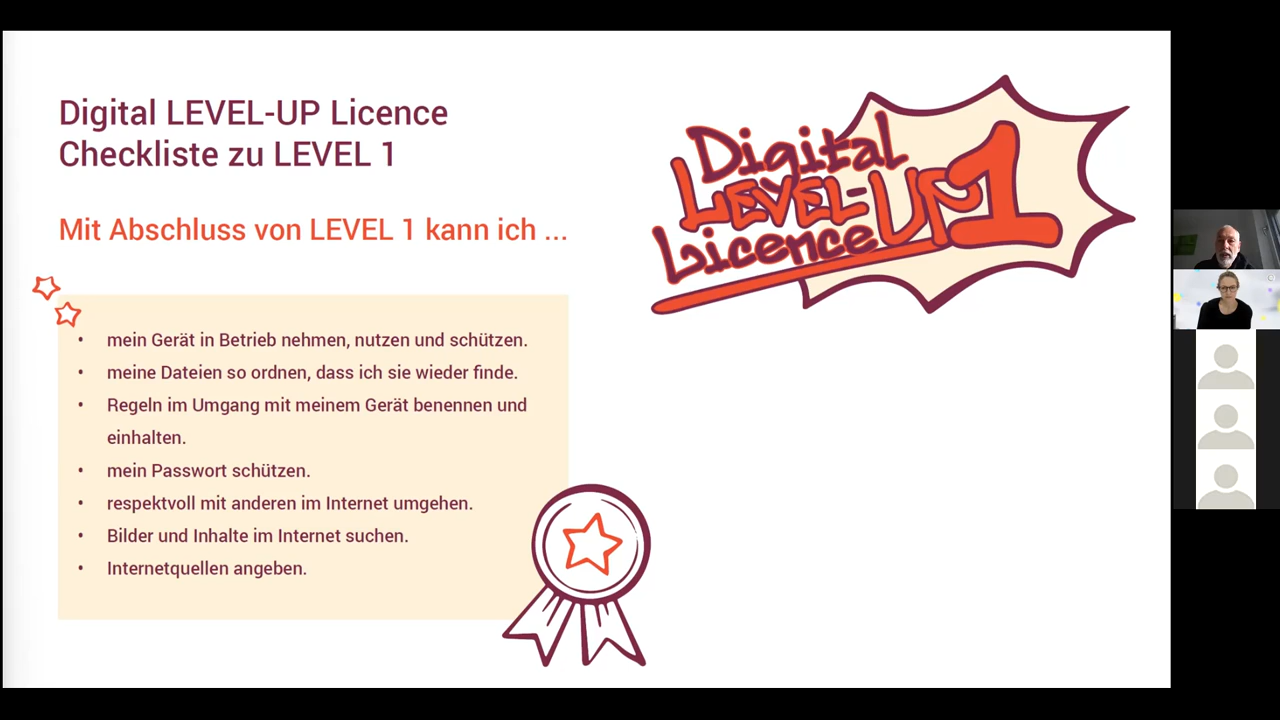 Digital LEVEL-UP Licence
Checkliste zu LEVEL 1
Mit Abschluss von LEVEL 1 kann ich ...
• mein Gerät in Betrieb nehmen, nutzen und schützen.
• meine Dateien so ordnen, dass ich sie wieder finde.
• Regeln im Umgang mit meinem Gerät benennen und
einhalten.
• mein Passwort schützen.
• respektvoll mit anderen im Internet umgehen.
• Bilder und Inhalte im Internet suchen.
• Internetquellen angeben.
Digital
LEVEL-UP 1
Licence